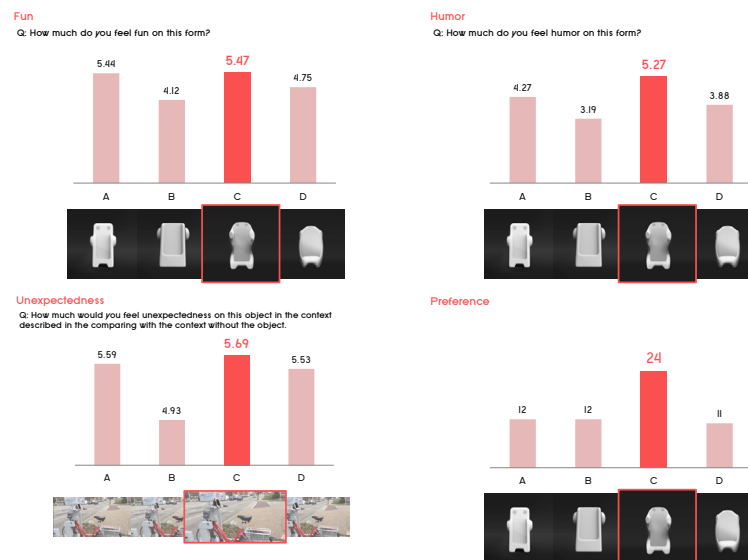 Fun
Q: How much do you feel fun on this form?
5.44
4.12
5.47
4.75
A B C D
Humor
Q: How much do you feel humor on this form?
4.27
3.19
5.27
3.88
A B C D
Unexpectedness
Q: How much would you feel unexpectedness on this object in the context
described in the comparing with the context without the object.
5.59
4.93
5.69
5.53
A B C D
Preference
12
12
24
11
A B C D